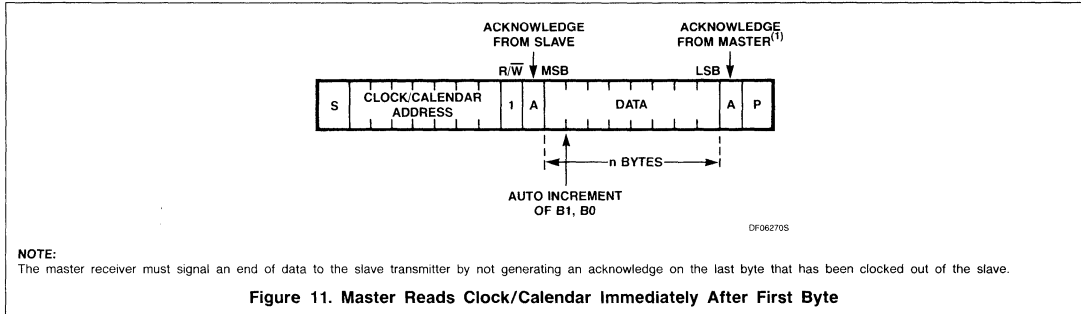 ACKNOWLEDGE
FROM SLAVE
ACKNOWLEDGE
FROM MASTER(1)
R/W̅ MSB LSB
S CLOCK/CALENDAR ADDRESS 1 A DATA A P
n BYTES
AUTO INCREMENT
OF B1, B0
DF06270S
NOTE:
The master receiver must signal an end of data to the slave transmitter by not generating an acknowledge on the last byte that has been clocked out of the slave.
Figure 11. Master Reads Clock/Calendar Immediately After First Byte